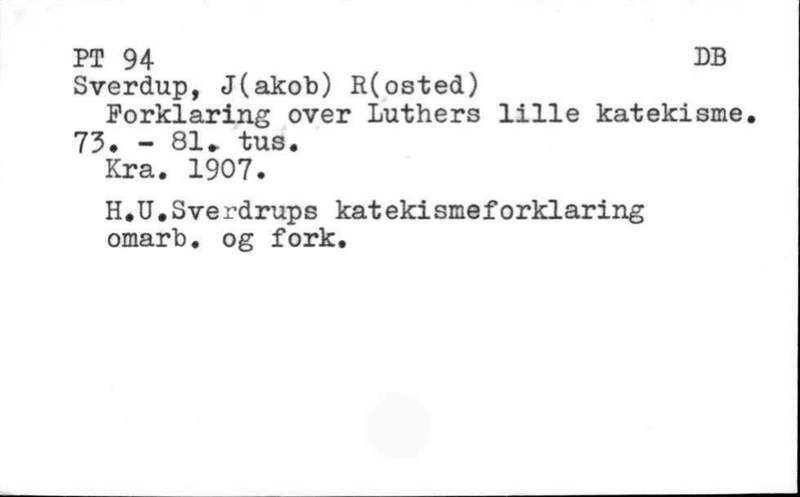 PT 94 DB
Sverdup, J(akob) R(osted)
Forklaring over Luthers lille katekisme.
73. - 81. tus.
Kra. 1907.
H.U.Sverdrups katekismeforklaring
omarb. og fork.